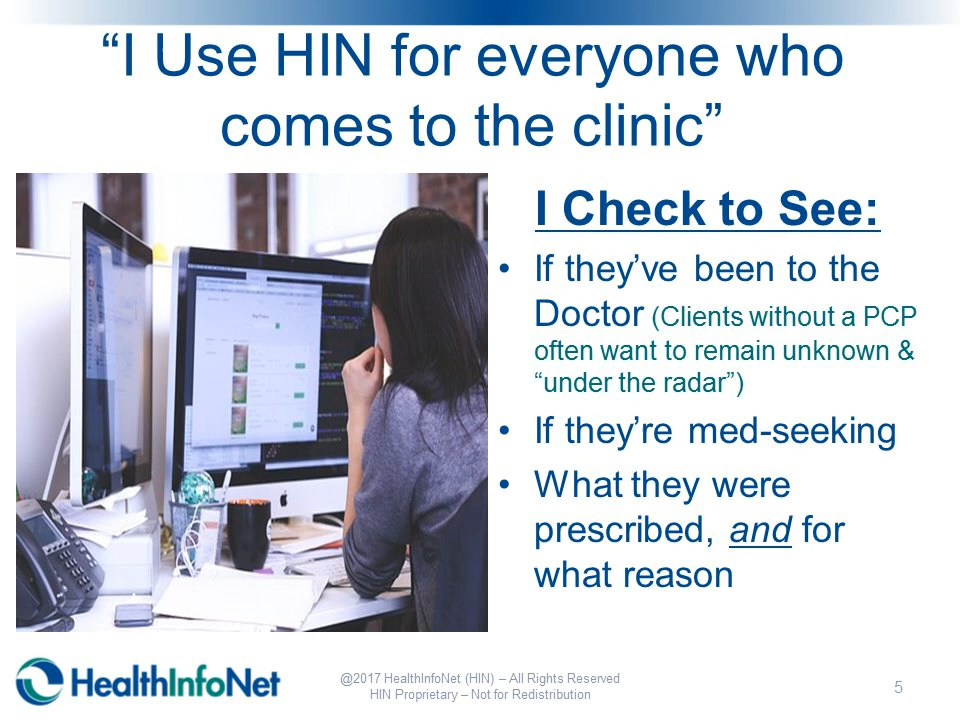 “I Use HIN for everyone who
comes to the clinic”
I Check to See:
• If they’ve been to the
Doctor (Clients without a PCP
often want to remain unknown &
“under the radar”)
• If they’re med-seeking
• What they were
prescribed, and for
what reason
HealthInfoNet
@2017 HealthInfoNet (HIN) – All Rights Reserved
HIN Proprietary – Not for Redistribution
5